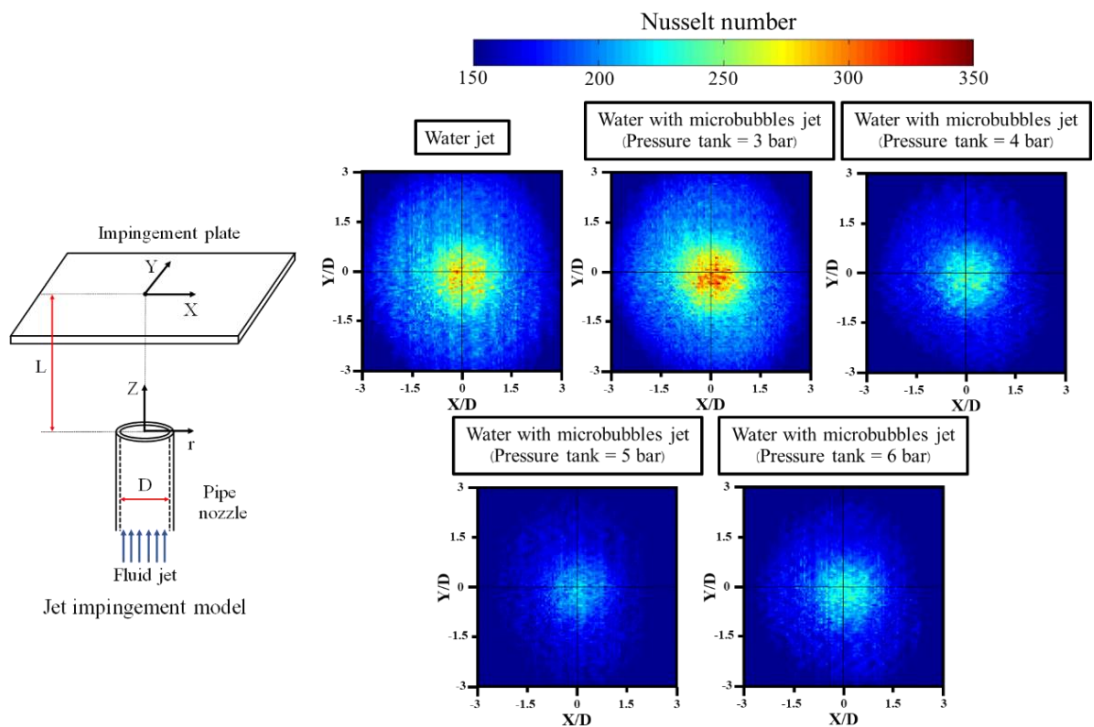 Nusselt number
150 200 250 300 350
Water jet
Water with microbubbles jet
(Pressure tank = 3 bar)
Water with microbubbles jet
(Pressure tank = 4 bar)
Impingement plate
Y
X
L
Z
r
D
Pipe
nozzle
Fluid jet
Jet impingement model
3
1.5
0
-1.5
-3
Y/D
-3 -1.5 0 1.5 3
X/D
3
1.5
0
-1.5
-3
Y/D
-3 -1.5 0 1.5 3
X/D
3
1.5
0
-1.5
-3
Y/D
-3 -1.5 0 1.5 3
X/D
Water with microbubbles jet
(Pressure tank = 5 bar)
Water with microbubbles jet
(Pressure tank = 6 bar)
3
1.5
0
-1.5
-3
Y/D
-3 -1.5 0 1.5 3
X/D
3
1.5
0
-1.5
-3
Y/D
-3 -1.5 0 1.5 3
X/D